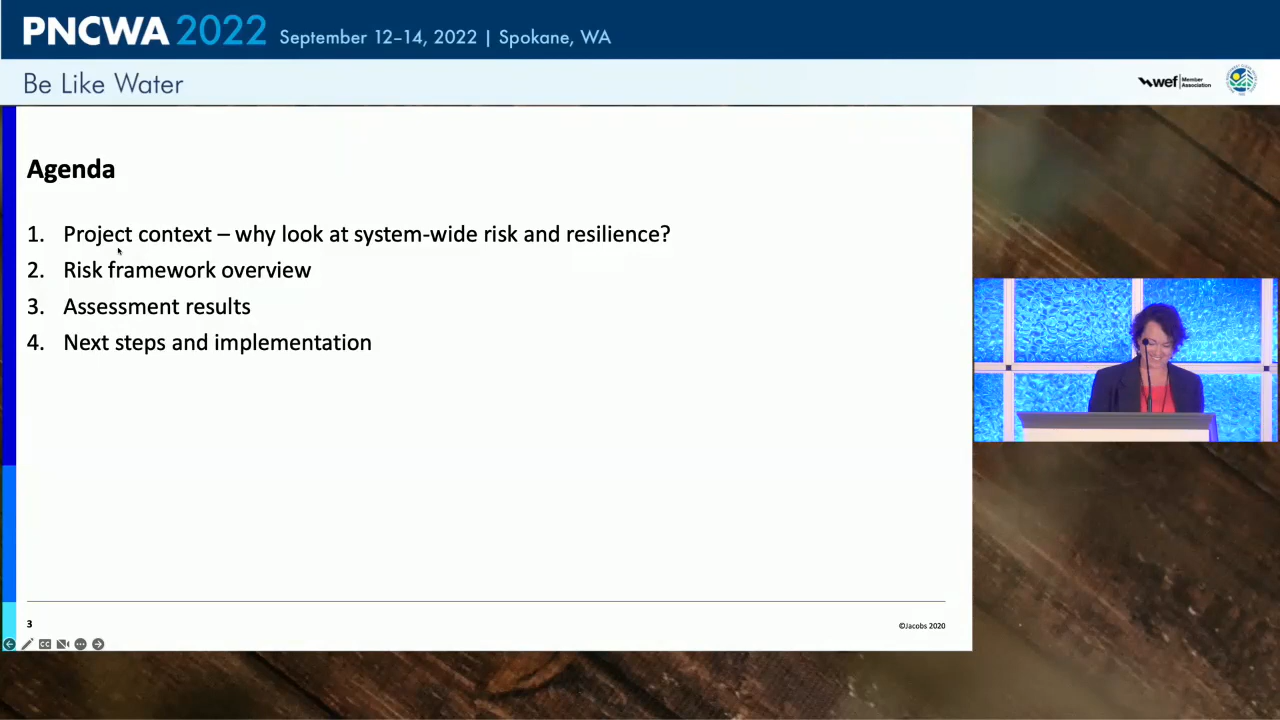 PNCWA 2022 September 12–14, 2022 | Spokane, WA
Be Like Water
wef Member Association
Agenda
1. Project context – why look at system-wide risk and resilience?
2. Risk framework overview
3. Assessment results
4. Next steps and implementation
3
©Jacobs 2020
CC